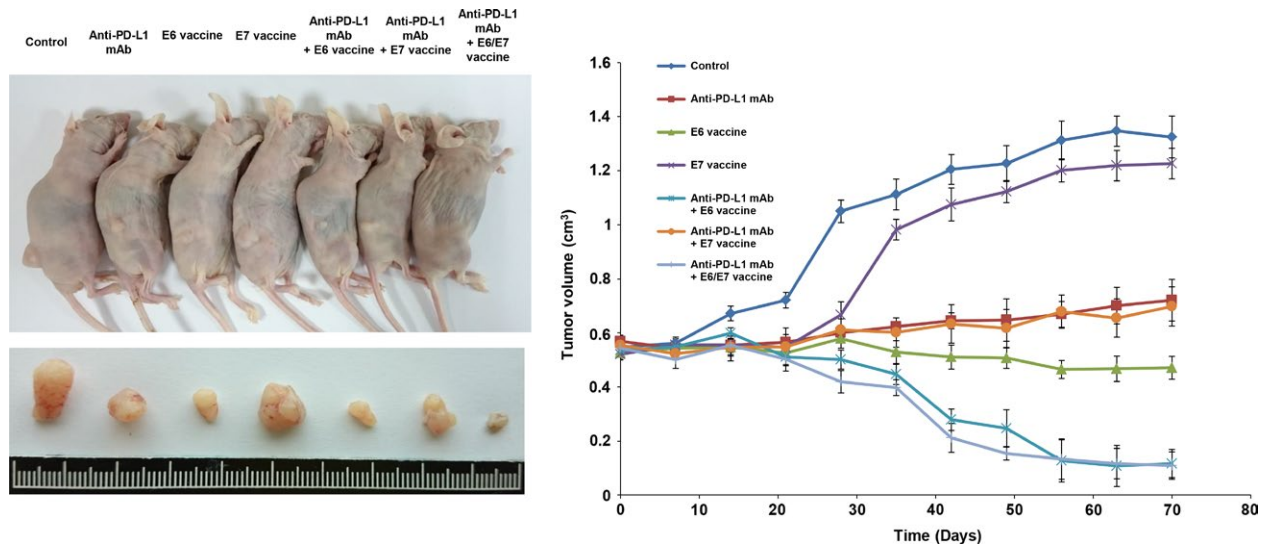 Control
Anti-PD-L1
mAb
E6 vaccine
E7 vaccine
Anti-PD-L1
mAb
+ E6 vaccine
Anti-PD-L1
mAb
+ E7 vaccine
Anti-PD-L1
mAb
+ E6/E7
vaccine
Tumor volume (cm³)
1.6
1.4
1.2
1
0.8
0.6
0.4
0.2
0
Control
Anti-PD-L1 mAb
E6 vaccine
E7 vaccine
Anti-PD-L1 mAb
+ E6 vaccine
Anti-PD-L1 mAb
+ E7 vaccine
Anti-PD-L1 mAb
+ E6/E7 vaccine
0 10 20 30 40 50 60 70 80
Time (Days)